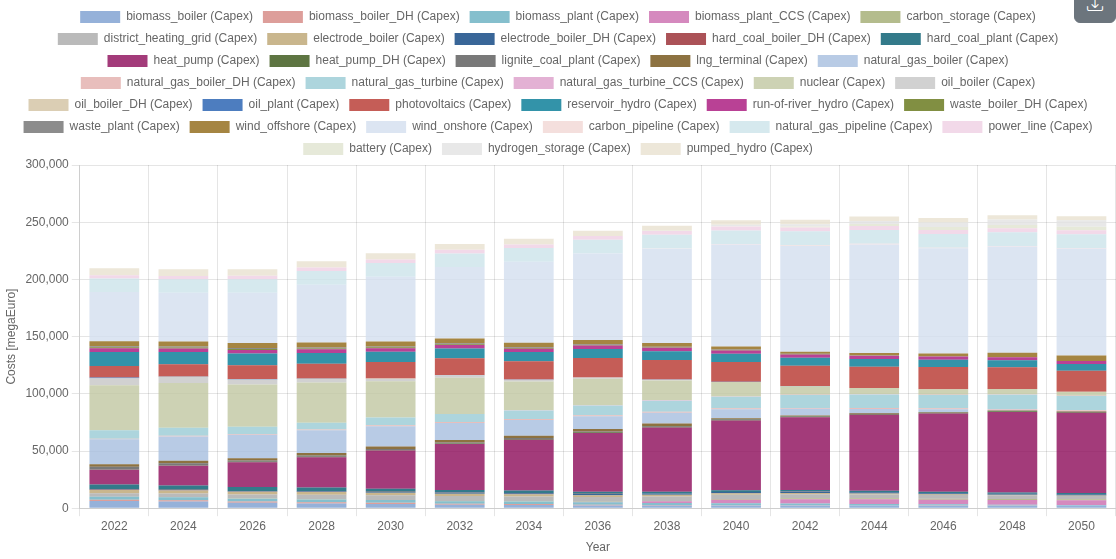 biomass_boiler (Capex) biomass_boiler_DH (Capex) biomass_plant (Capex) biomass_plant_CCS (Capex) carbon_storage (Capex)
district_heating_grid (Capex) electrode_boiler (Capex) electrode_boiler_DH (Capex) hard_coal_boiler_DH (Capex) hard_coal_plant (Capex)
heat_pump (Capex) heat_pump_DH (Capex) lignite_coal_plant (Capex) lng_terminal (Capex) natural_gas_boiler (Capex)
natural_gas_boiler_DH (Capex) natural_gas_turbine (Capex) natural_gas_turbine_CCS (Capex) nuclear (Capex) oil_boiler (Capex)
oil_boiler_DH (Capex) oil_plant (Capex) photovoltaics (Capex) reservoir_hydro (Capex) run-of-river_hydro (Capex) waste_boiler_DH (Capex)
waste_plant (Capex) wind_offshore (Capex) wind_onshore (Capex) carbon_pipeline (Capex) natural_gas_pipeline (Capex) power_line (Capex)
battery (Capex) hydrogen_storage (Capex) pumped_hydro (Capex)
300,000
250,000
200,000
150,000
100,000
50,000
0
Costs [megaEuro]
2022 2024 2026 2028 2030 2032 2034 2036 2038 2040 2042 2044 2046 2048 2050
Year